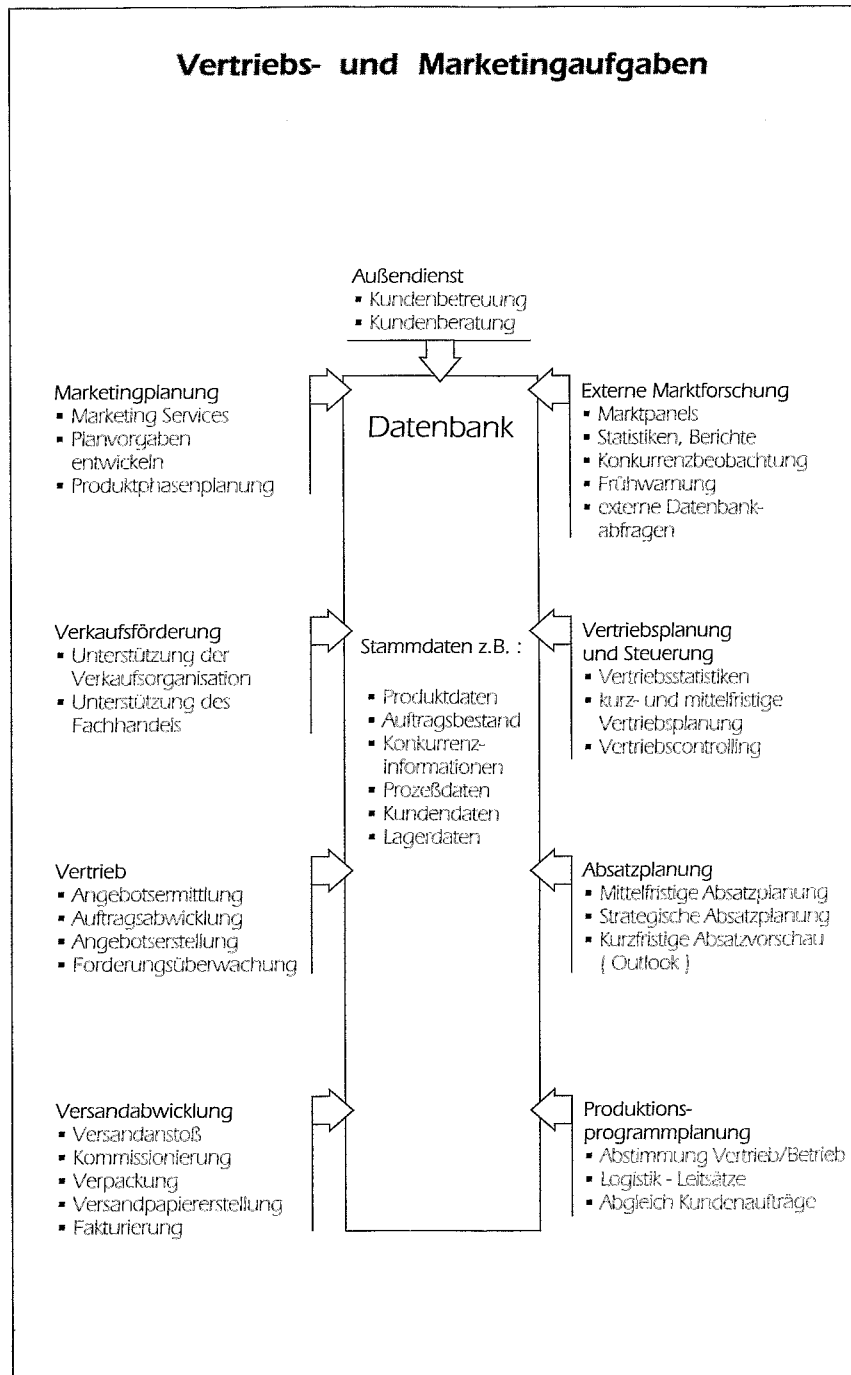 Vertriebs- und Marketingaufgaben
Außendienst
▪ Kundenbetreuung
▪ Kundenberatung
Marketingplanung
▪ Marketing Services
▪ Planvorgaben
entwickeln
▪ Produktphasenplanung
Verkaufsförderung
▪ Unterstützung der
Verkaufsorganisation
▪ Unterstützung des
Fachhandels
Vertrieb
▪ Angebotsermittlung
▪ Auftragsabwicklung
▪ Angebotserstellung
▪ Forderungsüberwachung
Versandabwicklung
▪ Versandanstoß
▪ Kommissionierung
▪ Verpackung
▪ Versandpapiererstellung
▪ Fakturierung
Datenbank
Stammdaten z.B. :
▪ Produktdaten
▪ Auftragsbestand
▪ Konkurrenz-
informationen
▪ Prozeßdaten
▪ Kundendaten
▪ Lagerdaten
Externe Marktforschung
▪ Marktpanels
▪ Statistiken, Berichte
▪ Konkurrenzbeobachtung
▪ Frühwarnung
▪ externe Datenbank-
abfragen
Vertriebsplanung
und Steuerung
▪ Vertriebsstatistiken
▪ kurz- und mittelfristige
Vertriebsplanung
▪ Vertriebscontrolling
Absatzplanung
▪ Mittelfristige Absatzplanung
▪ Strategische Absatzplanung
▪ Kurzfristige Absatzvorschau
( Outlook )
Produktions-
programmplanung
▪ Abstimmung Vertrieb/Betrieb
▪ Logistik - Leitsätze
▪ Abgleich Kundenaufträge